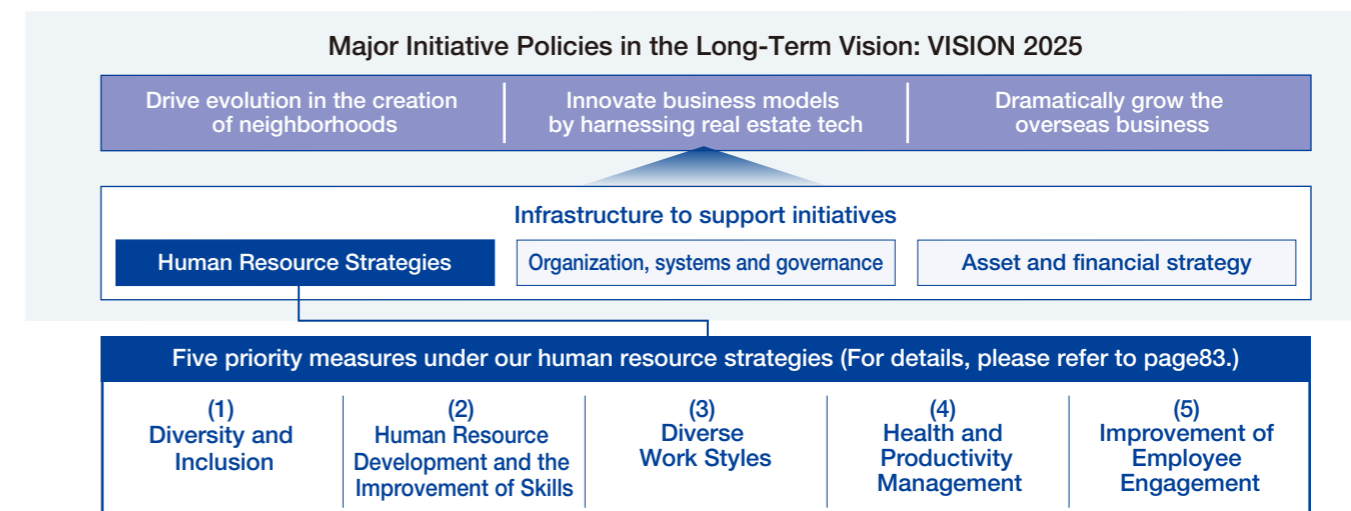 Major Initiative Policies in the Long-Term Vision: VISION 2025
Drive evolution in the creation
of neighborhoods
Innovate business models
by harnessing real estate tech
Dramatically grow the
overseas business
Infrastructure to support initiatives
Human Resource Strategies
Organization, systems and governance
Asset and financial strategy
Five priority measures under our human resource strategies (For details, please refer to page83.)
(1)
Diversity and
Inclusion
(2)
Human Resource
Development and the
Improvement of Skills
(3)
Diverse
Work Styles
(4)
Health and
Productivity
Management
(5)
Improvement of
Employee
Engagement